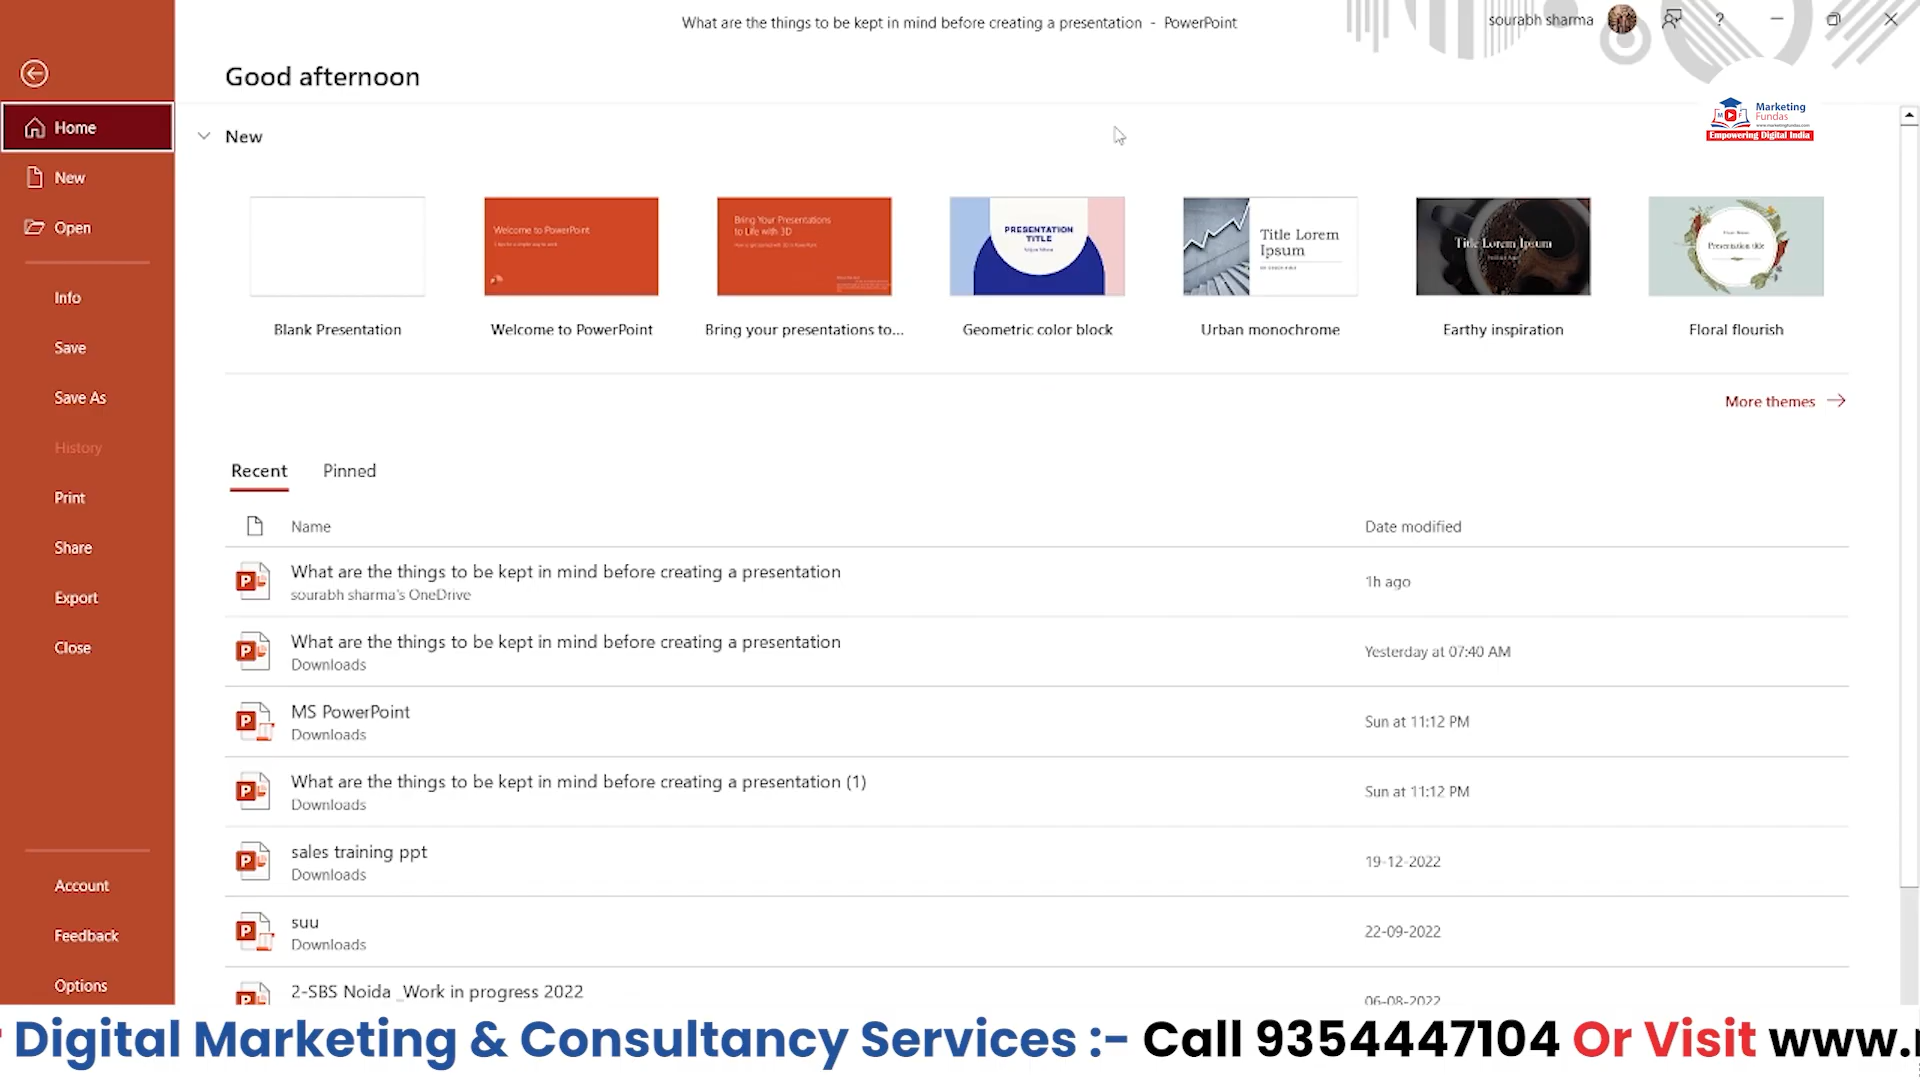 What are the things to be kept in mind before creating a presentation - PowerPoint
sourabh sharma
?
Good afternoon
Marketing
Fundas
www.marketingfundas.com
Empowering Digital India
Home
New
Open
Info
Save
Save As
History
Print
Share
Export
Close
Account
Feedback
Options
New
Welcome to PowerPoint
Bring Your Presentations
to Life with 3D
PRESENTATION
TITLE
Title Lorem
Ipsum
Title Lorem Ipsum
Presentation title
Blank Presentation
Welcome to PowerPoint
Bring your presentations to...
Geometric color block
Urban monochrome
Earthy inspiration
Floral flourish
More themes
Recent Pinned
Name Date modified
What are the things to be kept in mind before creating a presentation
sourabh sharma's OneDrive
1h ago
What are the things to be kept in mind before creating a presentation
Downloads
Yesterday at 07:40 AM
MS PowerPoint
Downloads
Sun at 11:12 PM
What are the things to be kept in mind before creating a presentation (1)
Downloads
Sun at 11:12 PM
sales training ppt
Downloads
19-12-2022
suu
Downloads
22-09-2022
2-SBS Noida _Work in progress 2022
06-08-2022
Digital Marketing & Consultancy Services :- Call 9354447104 Or Visit www.